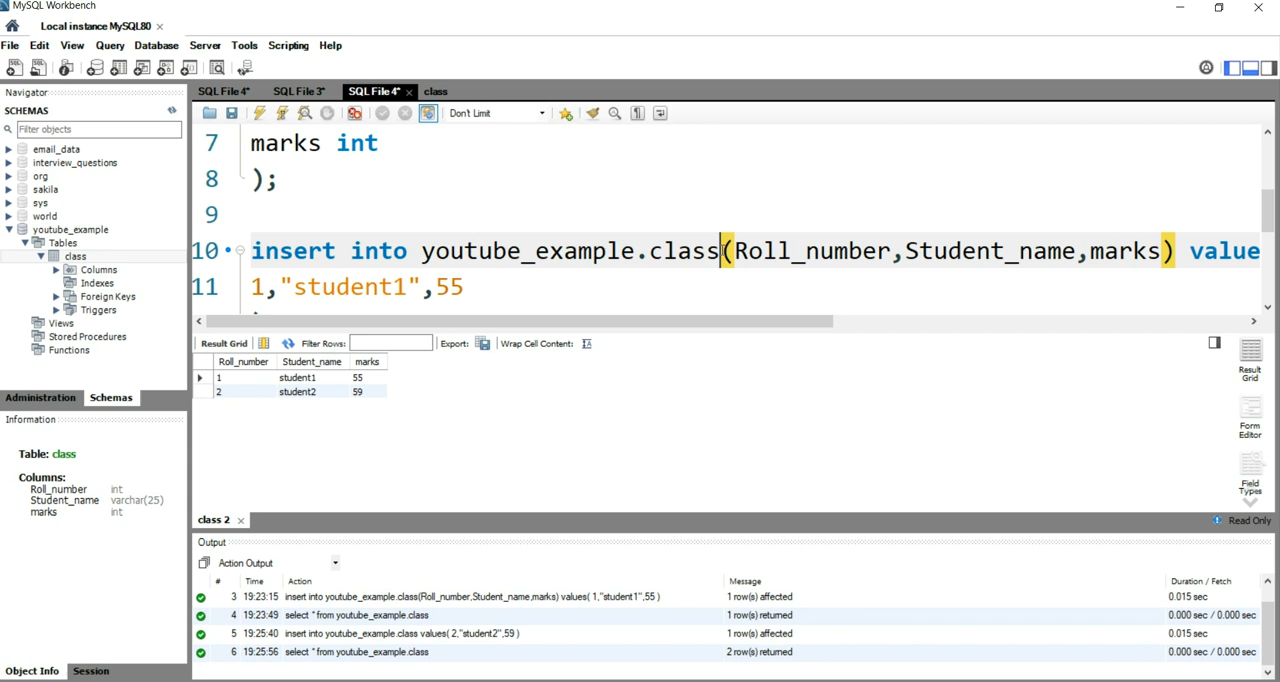 MySQL Workbench
Local instance MySQL80 ×
File Edit View Query Database Server Tools Scripting Help
Navigator
SCHEMAS
Filter objects
email_data
interview_questions
org
sakila
sys
world
youtube_example
Tables
class
Columns
Indexes
Foreign Keys
Triggers
Views
Stored Procedures
Functions
Administration Schemas
Information
Table: class
Columns:
Roll_number int
Student_name varchar(25)
marks int
Object Info Session
SQL File 4* SQL File 3* SQL File 4* × class
Don't Limit
7 marks int
8 );
9
10 insert into youtube_example.class(Roll_number,Student_name,marks) value
11 1,"student1",55
Result Grid Filter Rows: Export: Wrap Cell Content:
Roll_number Student_name marks
1 student1 55
2 student2 59
Result Grid
Form Editor
Field Types
class 2 × Read Only
Output
Action Output
# Time Action Message Duration / Fetch
3 19:23:15 insert into youtube_example.class(Roll_number,Student_name,marks) values( 1,"student1",55 ) 1 row(s) affected 0.015 sec
4 19:23:49 select * from youtube_example.class 1 row(s) returned 0.000 sec / 0.000 sec
5 19:25:40 insert into youtube_example.class values( 2,"student2",59 ) 1 row(s) affected 0.015 sec
6 19:25:56 select * from youtube_example.class 2 row(s) returned 0.000 sec / 0.000 sec